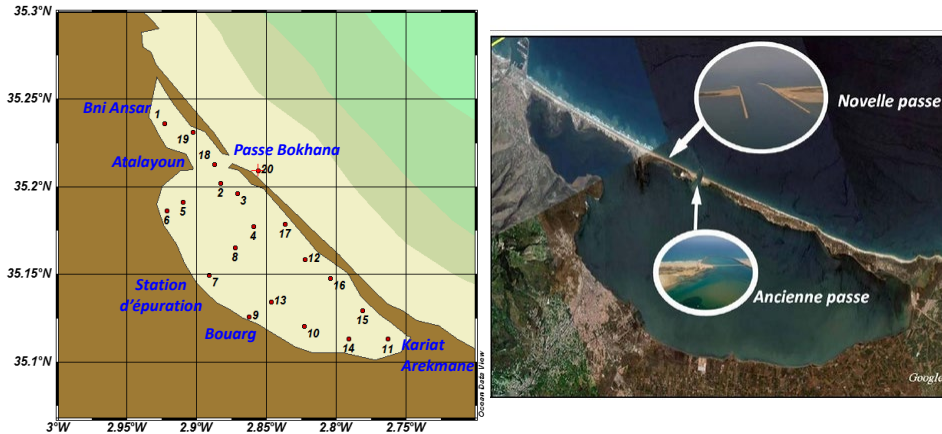 35.3°N
35.25°N
35.2°N
35.15°N
35.1°N
3°W
2.95°W
2.9°W
2.85°W
2.8°W
2.75°W
Bni Ansar
1
19
18
Atalayoun
Passe Bokhana
20
2
3
5
6
4
17
8
12
7
16
Station
d'épuration
13
9
15
10
Bouarg
14
11
Kariat
Arekmane
Ocean Data View
Novelle passe
Ancienne passe
Google